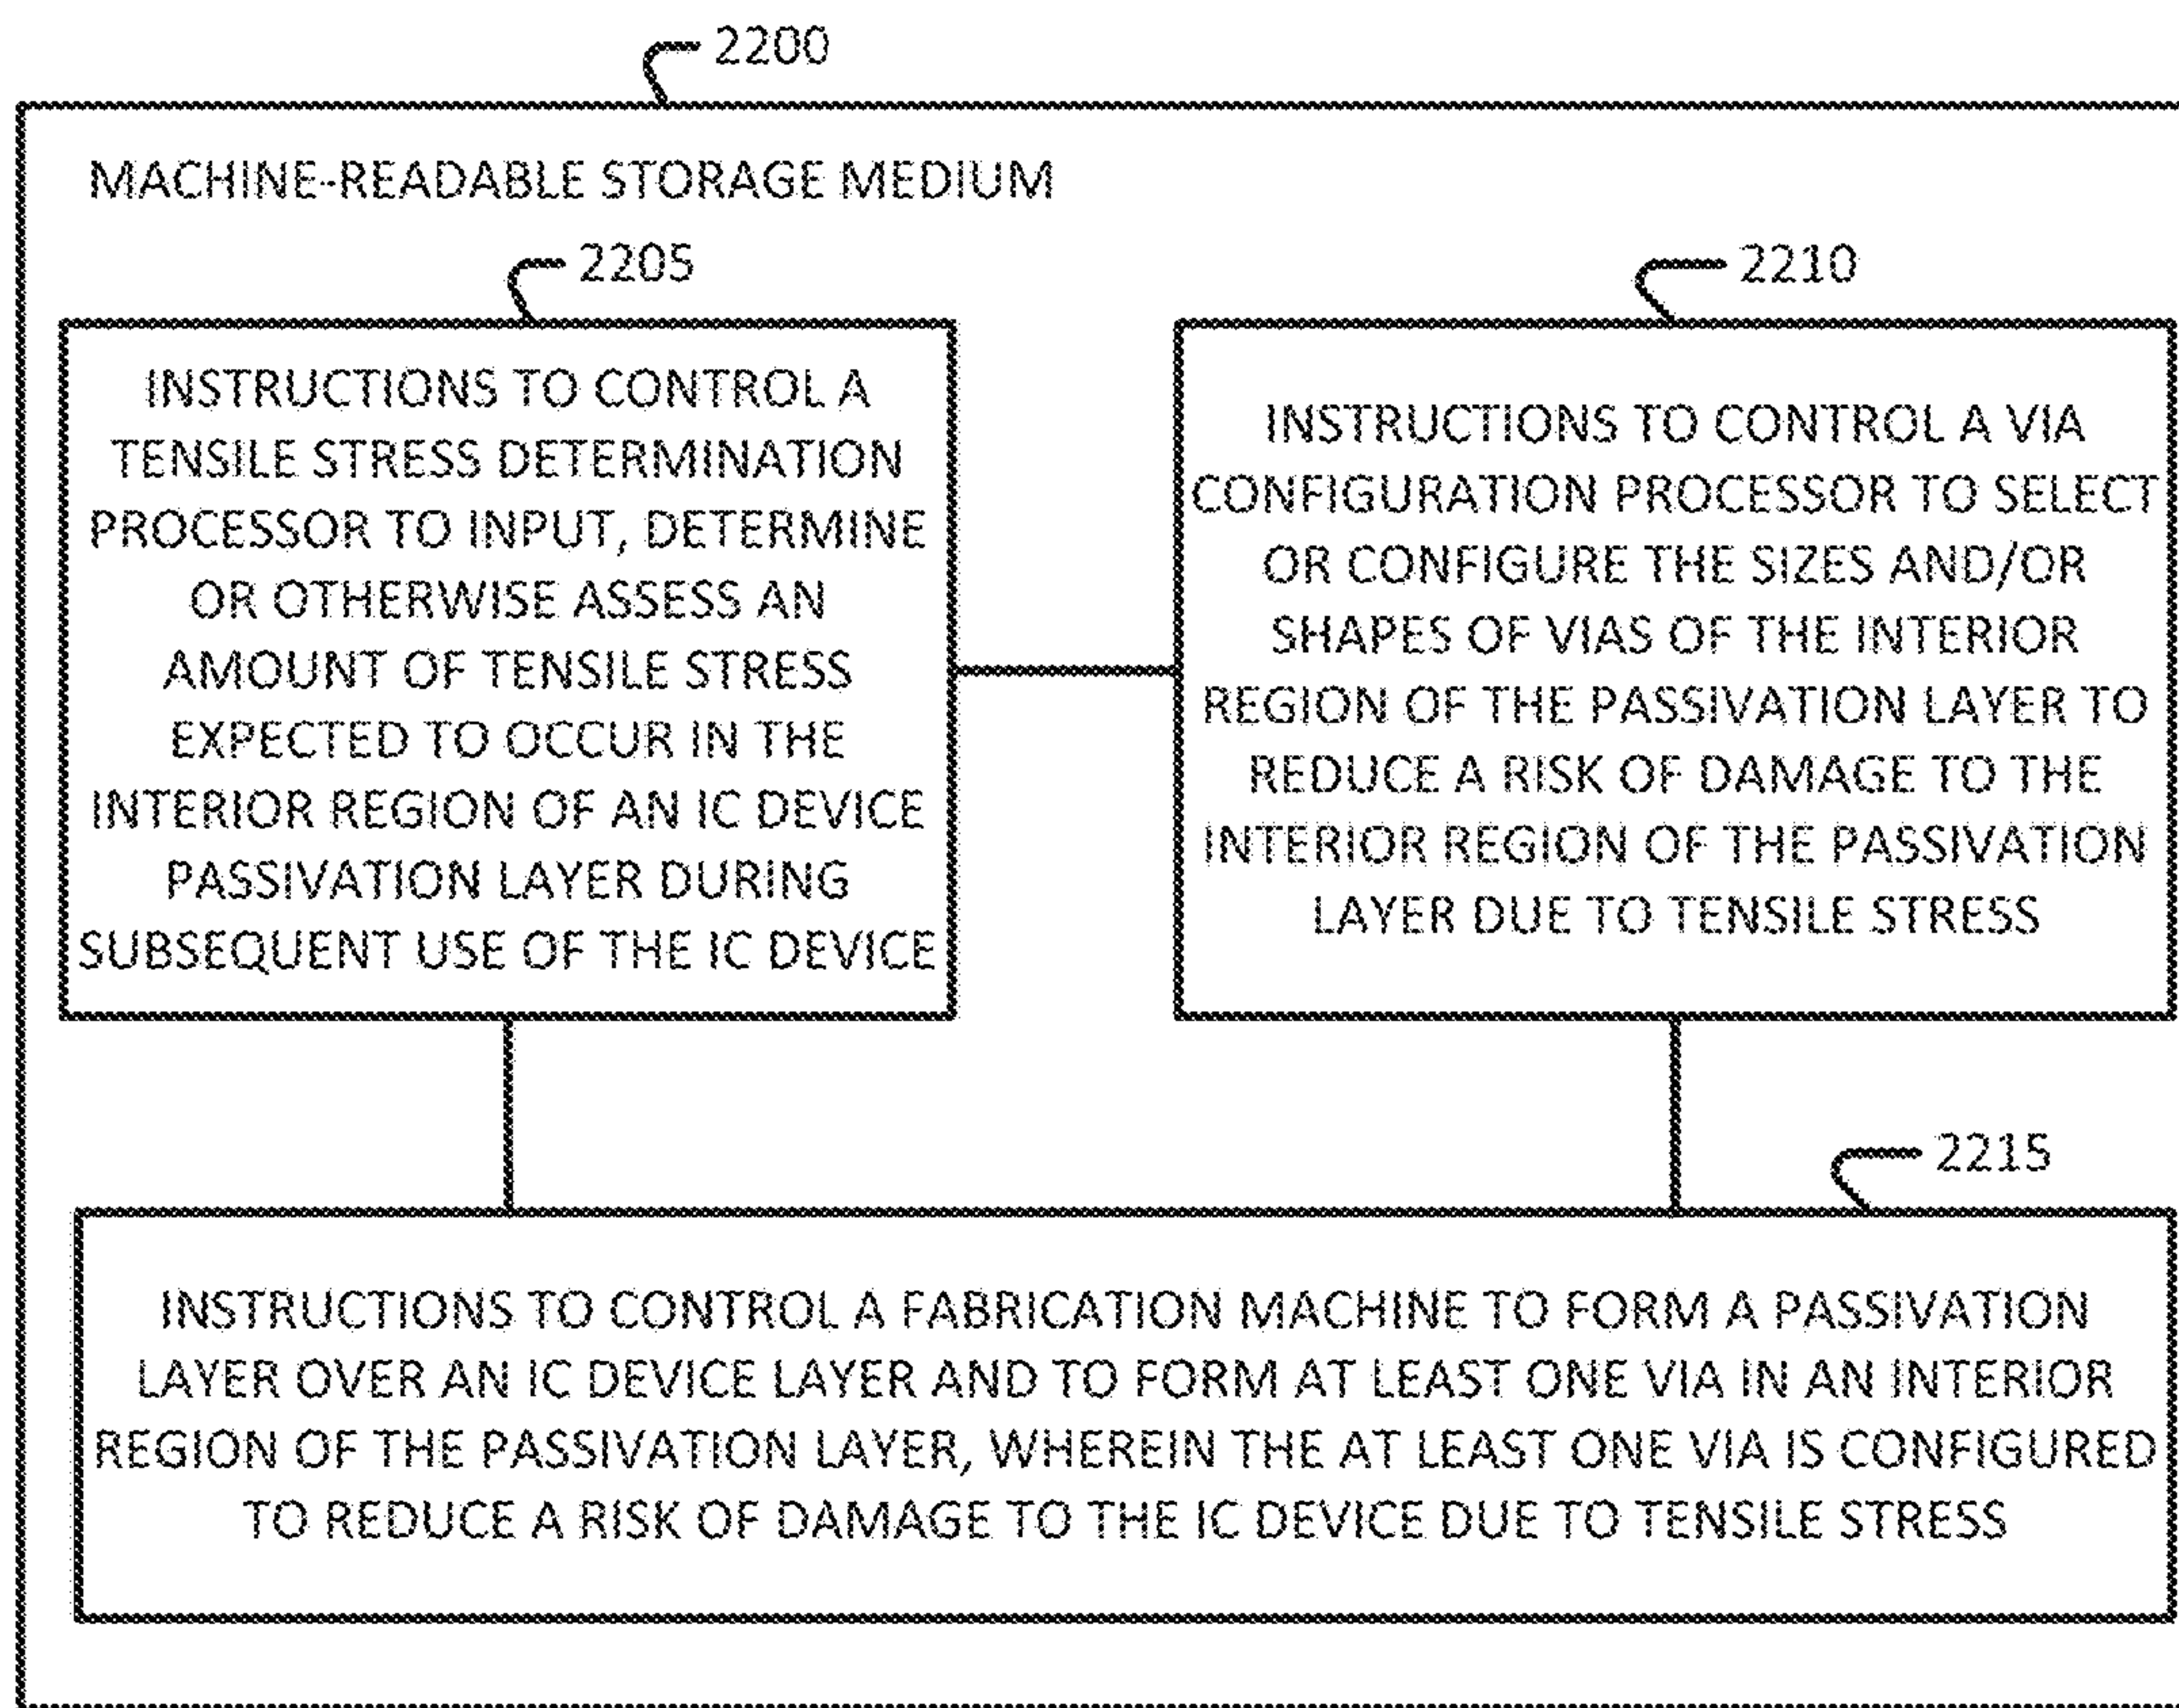 2200
MACHINE-READABLE STORAGE MEDIUM
2205
INSTRUCTIONS TO CONTROL A
TENSILE STRESS DETERMINATION
PROCESSOR TO INPUT, DETERMINE
OR OTHERWISE ASSESS AN
AMOUNT OF TENSILE STRESS
EXPECTED TO OCCUR IN THE
INTERIOR REGION OF AN IC DEVICE
PASSIVATION LAYER DURING
SUBSEQUENT USE OF THE IC DEVICE
2210
INSTRUCTIONS TO CONTROL A VIA
CONFIGURATION PROCESSOR TO SELECT
OR CONFIGURE THE SIZES AND/OR
SHAPES OF VIAS OF THE INTERIOR
REGION OF THE PASSIVATION LAYER TO
REDUCE A RISK OF DAMAGE TO THE
INTERIOR REGION OF THE PASSIVATION
LAYER DUE TO TENSILE STRESS
2215
INSTRUCTIONS TO CONTROL A FABRICATION MACHINE TO FORM A PASSIVATION
LAYER OVER AN IC DEVICE LAYER AND TO FORM AT LEAST ONE VIA IN AN INTERIOR
REGION OF THE PASSIVATION LAYER, WHEREIN THE AT LEAST ONE VIA IS CONFIGURED
TO REDUCE A RISK OF DAMAGE TO THE IC DEVICE DUE TO TENSILE STRESS